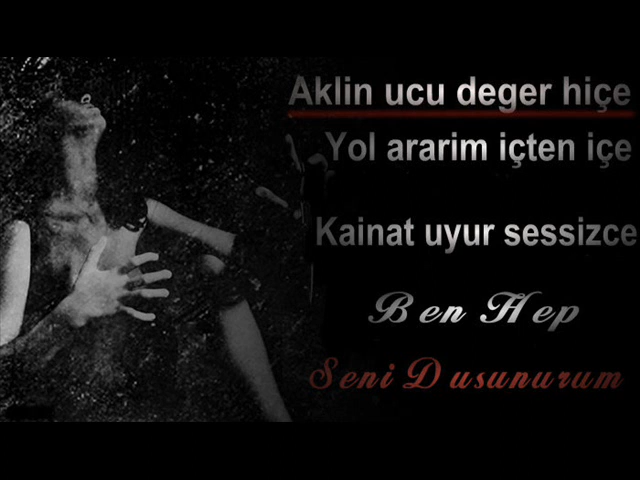 Aklin ucu deger hiçe
Yol ararim içten içe
Kainat uyur sessizce
Ben Hep
Seni Dusunurum